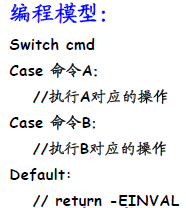 编程模型:
Switch cmd
Case 命令A:
//执行A对应的操作
Case 命令B:
//执行B对应的操作
Default:
// return -EINVAL